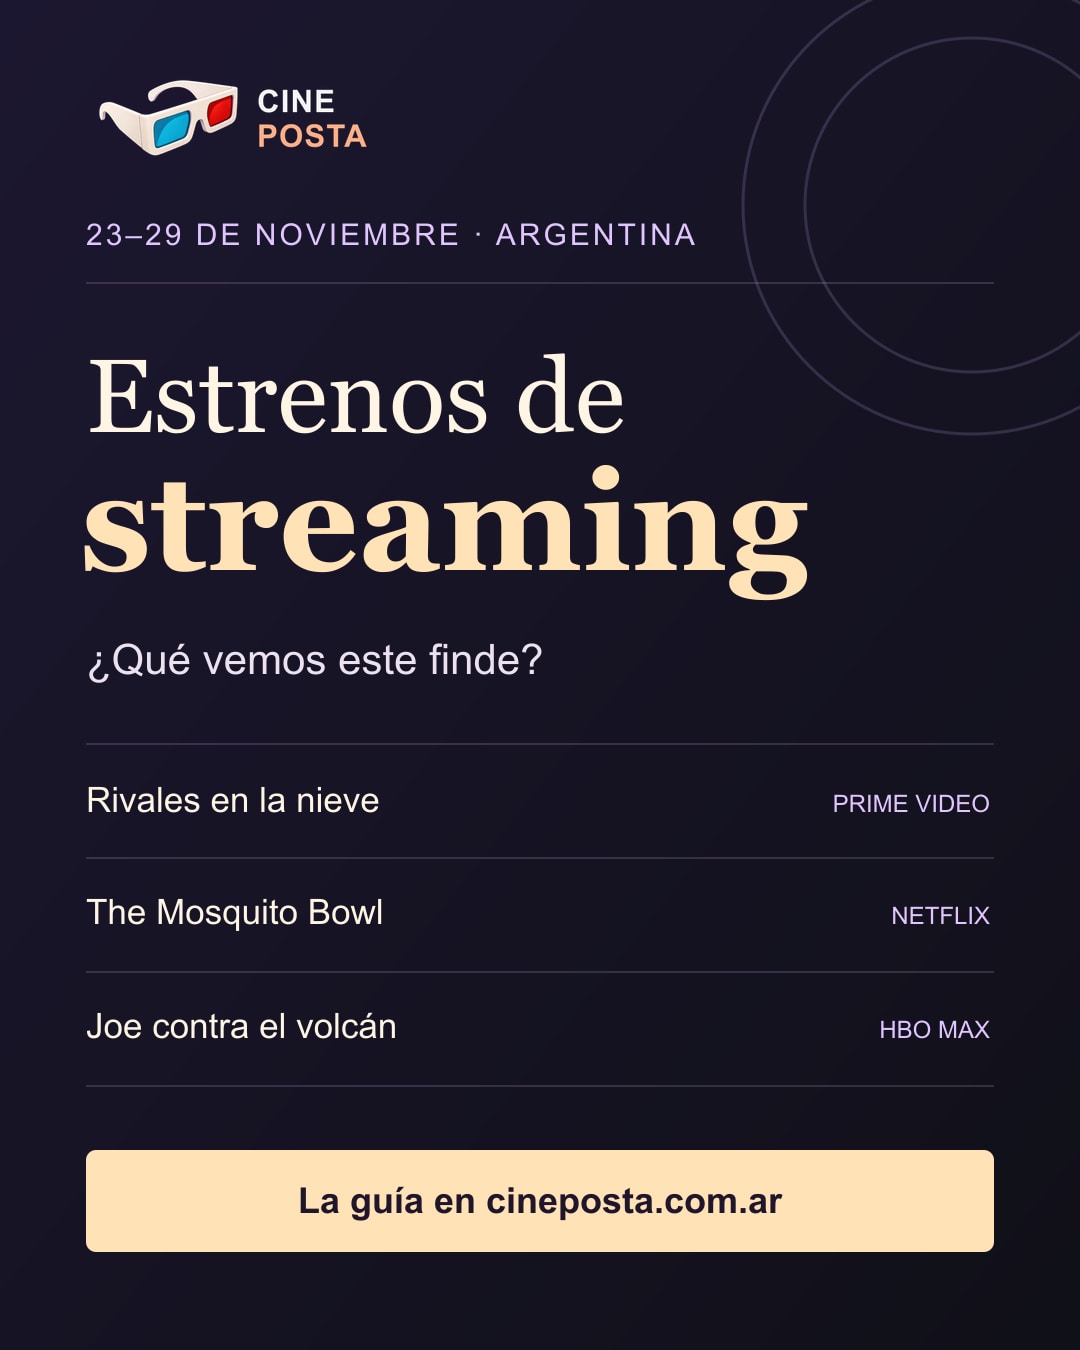 CINE
POSTA
23–29 DE NOVIEMBRE · ARGENTINA
Estrenos de
streaming
¿Qué vemos este finde?
Rivales en la nieve PRIME VIDEO
The Mosquito Bowl NETFLIX
Joe contra el volcán HBO MAX
La guía en cineposta.com.ar